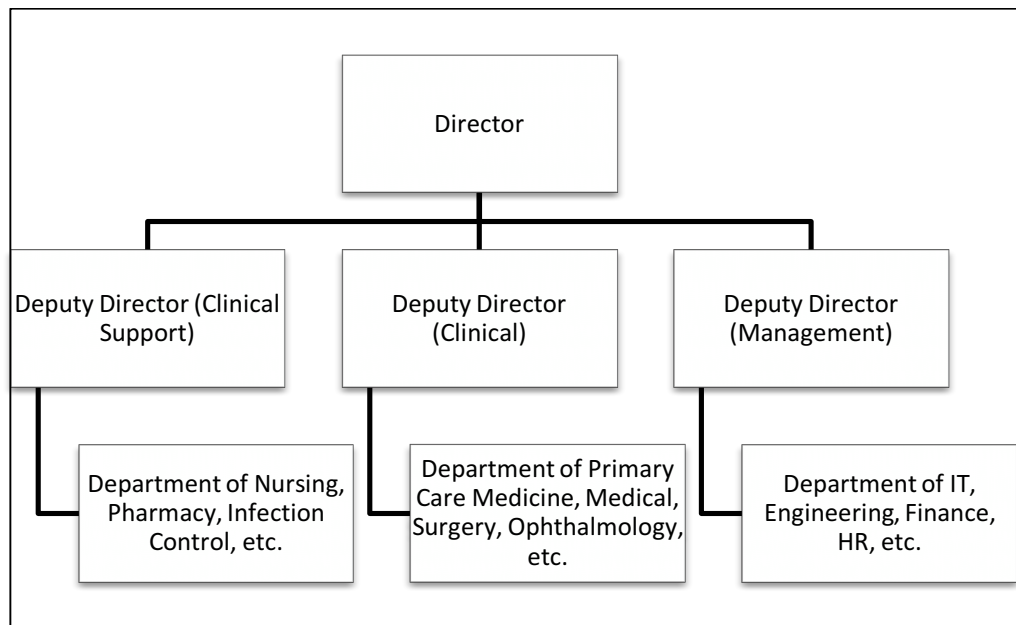 Director
Deputy Director (Clinical
Support)
Deputy Director
(Clinical)
Deputy Director
(Management)
Department of Nursing,
Pharmacy, Infection
Control, etc.
Department of Primary
Care Medicine, Medical,
Surgery, Ophthalmology,
etc.
Department of IT,
Engineering, Finance,
HR, etc.